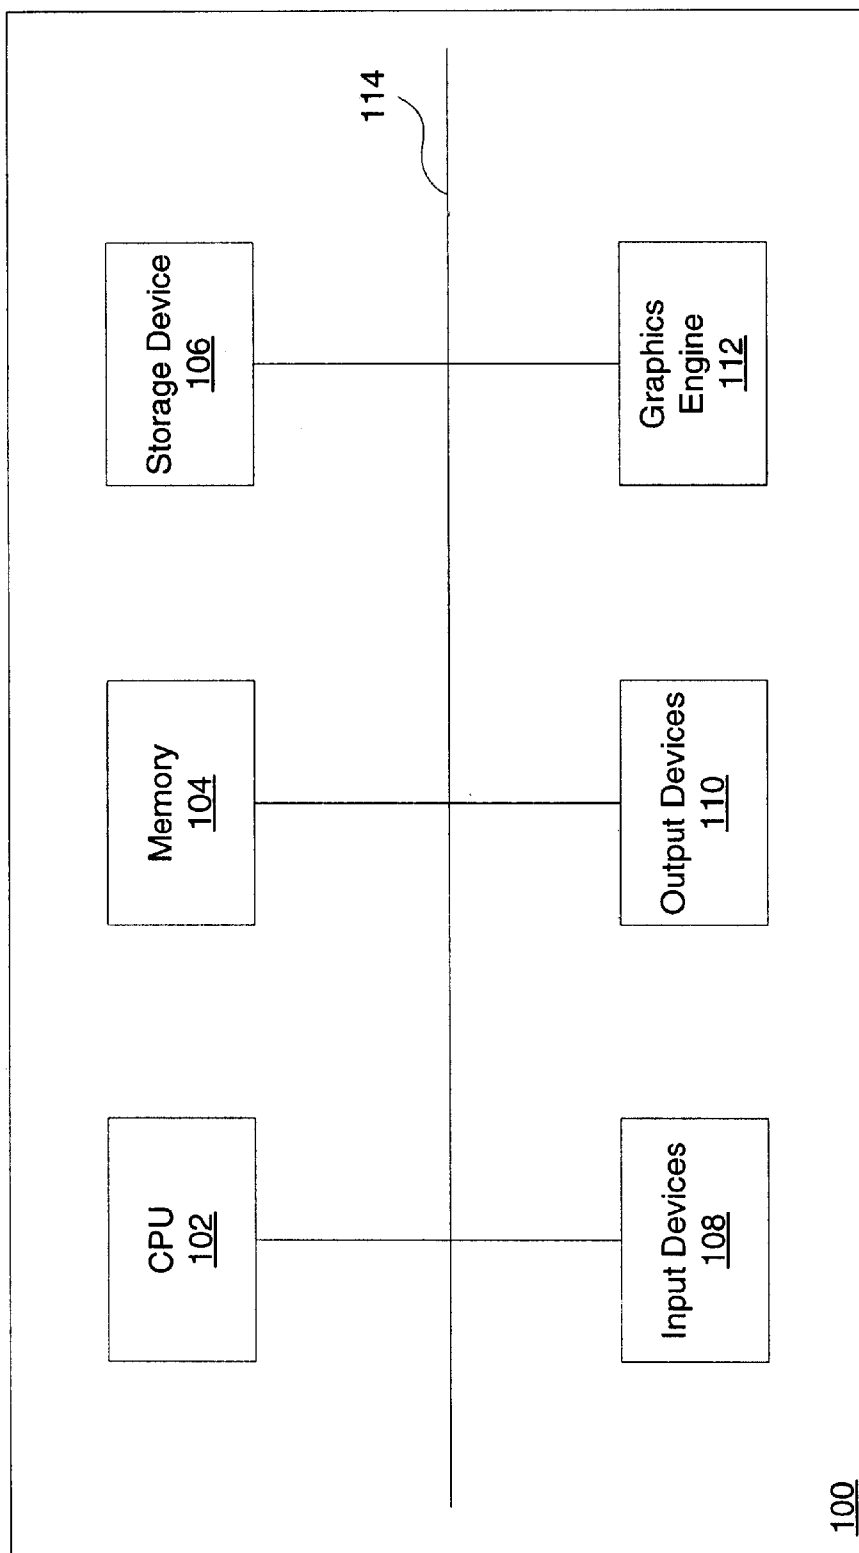 CPU
102
Memory
104
Storage Device
106
114
Input Devices
108
Output Devices
110
Graphics
Engine
112
100